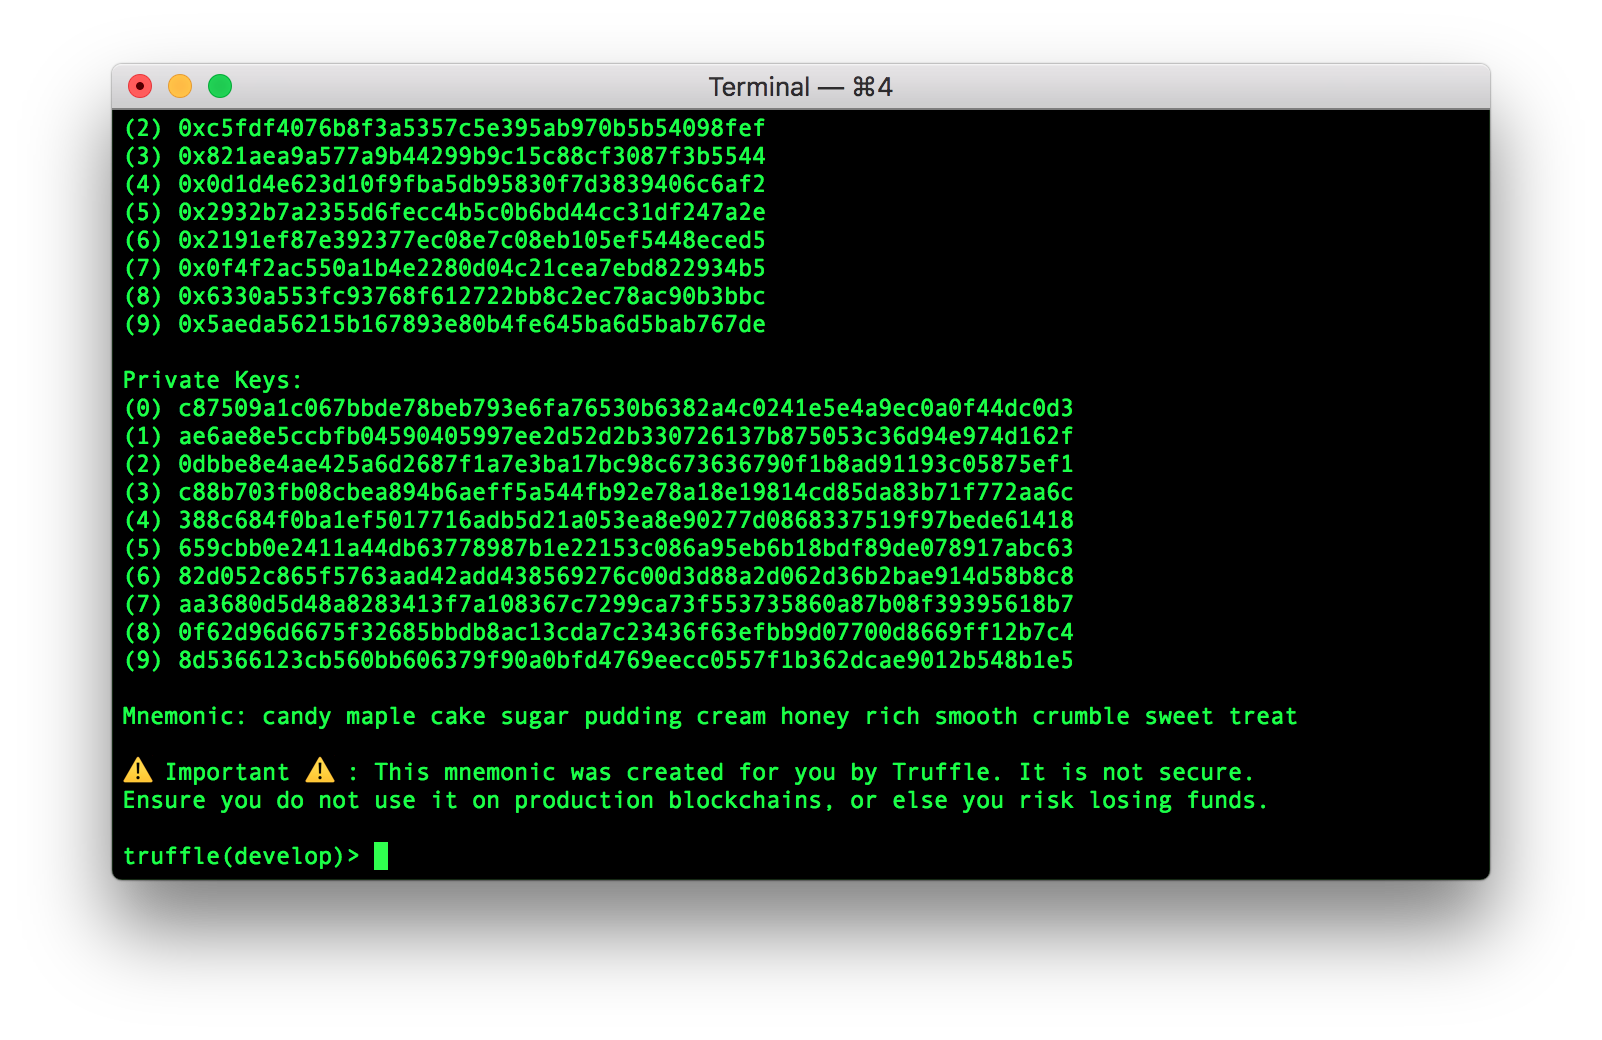 Terminal — ⌘4
(2) 0xc5fdf4076b8f3a5357c5e395ab970b5b54098fef
(3) 0x821aea9a577a9b44299b9c15c88cf3087f3b5544
(4) 0x0d1d4e623d10f9fba5db95830f7d3839406c6af2
(5) 0x2932b7a2355d6fecc4b5c0b6bd44cc31df247a2e
(6) 0x2191ef87e392377ec08e7c08eb105ef5448eced5
(7) 0x0f4f2ac550a1b4e2280d04c21cea7ebd822934b5
(8) 0x6330a553fc93768f612722bb8c2ec78ac90b3bbc
(9) 0x5aeda56215b167893e80b4fe645ba6d5bab767de
Private Keys:
(0) c87509a1c067bbde78beb793e6fa76530b6382a4c0241e5e4a9ec0a0f44dc0d3
(1) ae6ae8e5ccbfb04590405997ee2d52d2b330726137b875053c36d94e974d162f
(2) 0dbbe8e4ae425a6d2687f1a7e3ba17bc98c673636790f1b8ad91193c05875ef1
(3) c88b703fb08cbea894b6aeff5a544fb92e78a18e19814cd85da83b71f772aa6c
(4) 388c684f0ba1ef5017716adb5d21a053ea8e90277d0868337519f97bede61418
(5) 659cbb0e2411a44db63778987b1e22153c086a95eb6b18bdf89de078917abc63
(6) 82d052c865f5763aad42add438569276c00d3d88a2d062d36b2bae914d58b8c8
(7) aa3680d5d48a8283413f7a108367c7299ca73f553735860a87b08f39395618b7
(8) 0f62d96d6675f32685bbdb8ac13cda7c23436f63efbb9d07700d8669ff12b7c4
(9) 8d5366123cb560bb606379f90a0bfd4769eecc0557f1b362dcae9012b548b1e5
Mnemonic: candy maple cake sugar pudding cream honey rich smooth crumble sweet treat
⚠️ Important ⚠️ : This mnemonic was created for you by Truffle. It is not secure.
Ensure you do not use it on production blockchains, or else you risk losing funds.
truffle(develop)>